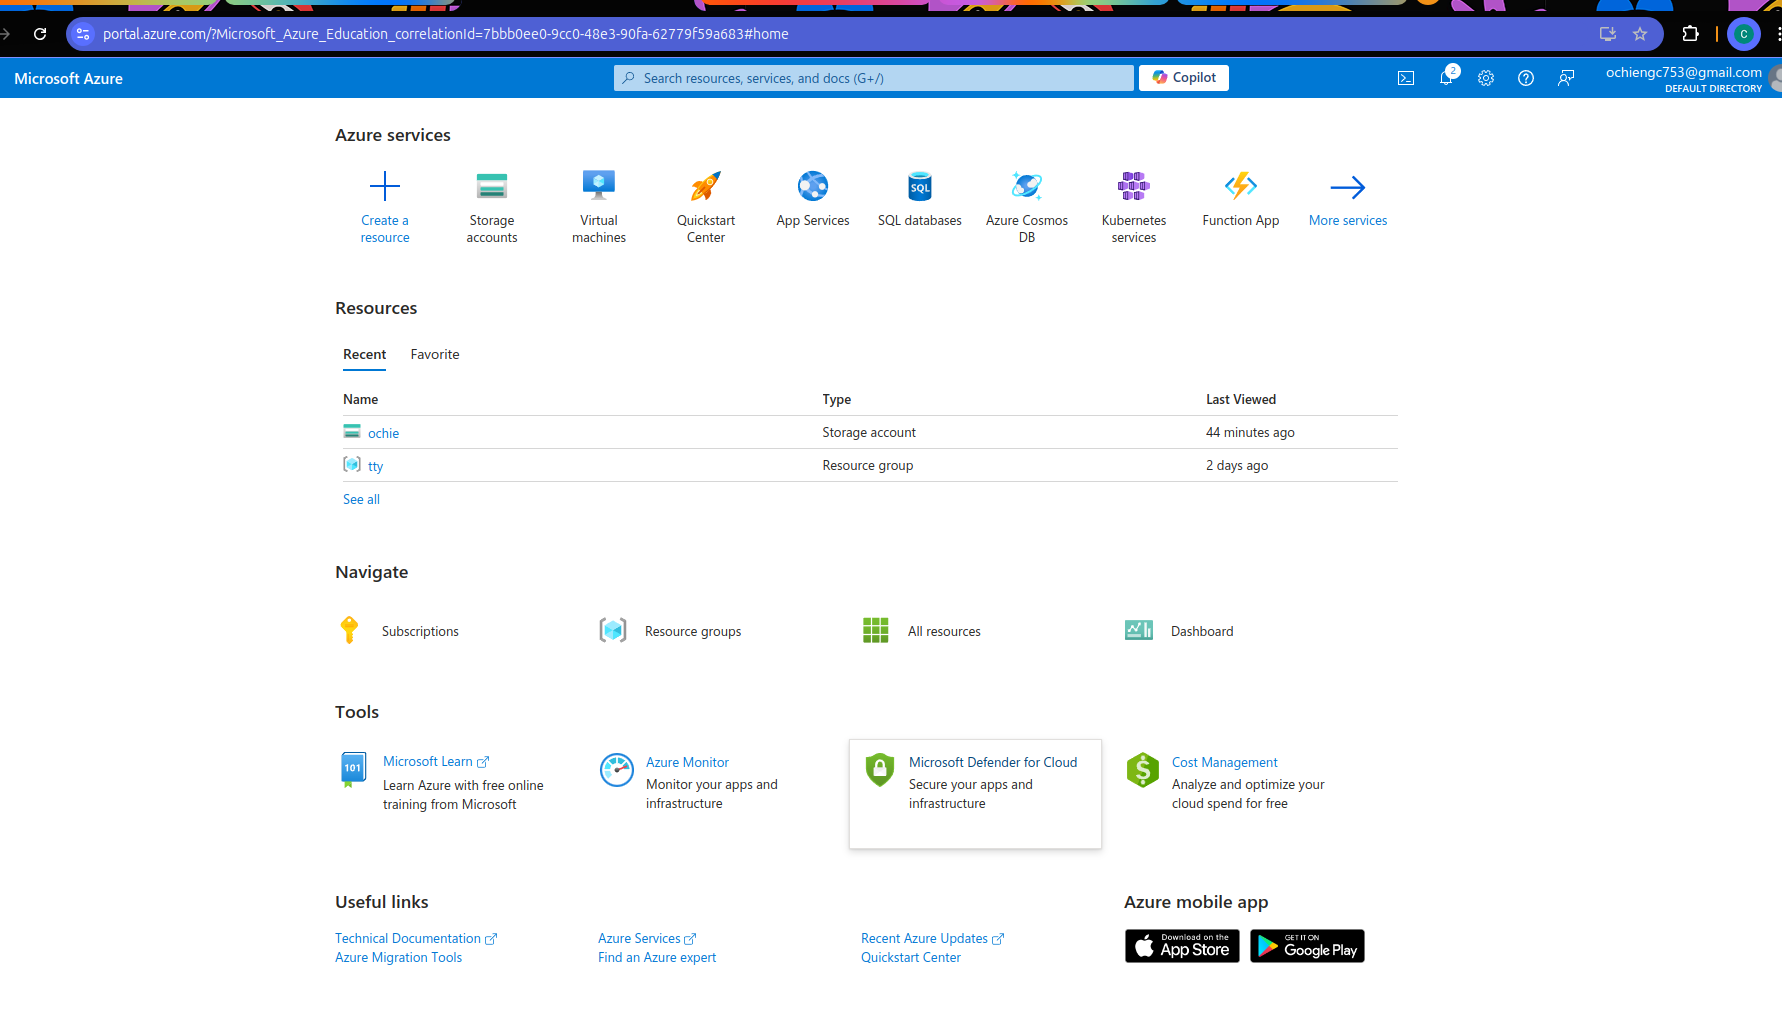 portal.azure.com/?Microsoft_Azure_Education_correlationId=7bbb0ee0-9cc0-48e3-90fa-62779f59a683#home
C
Microsoft Azure
Search resources, services, and docs (G+/)
Copilot
2
ochiengc753@gmail.com
DEFAULT DIRECTORY
Azure services
Create a
resource
Storage
accounts
Virtual
machines
Quickstart
Center
App Services
SQL
SQL databases
Azure Cosmos
DB
Kubernetes
services
Function App
More services
Resources
Recent
Favorite
Name
Type
Last Viewed
ochie
Storage account
44 minutes ago
tty
Resource group
2 days ago
See all
Navigate
Subscriptions
Resource groups
All resources
Dashboard
Tools
101
Microsoft Learn
Learn Azure with free online
training from Microsoft
Azure Monitor
Monitor your apps and
infrastructure
Microsoft Defender for Cloud
Secure your apps and
infrastructure
$
Cost Management
Analyze and optimize your
cloud spend for free
Useful links
Technical Documentation
Azure Migration Tools
Azure Services
Find an Azure expert
Recent Azure Updates
Quickstart Center
Azure mobile app
Download on the
App Store
GET IT ON
Google Play